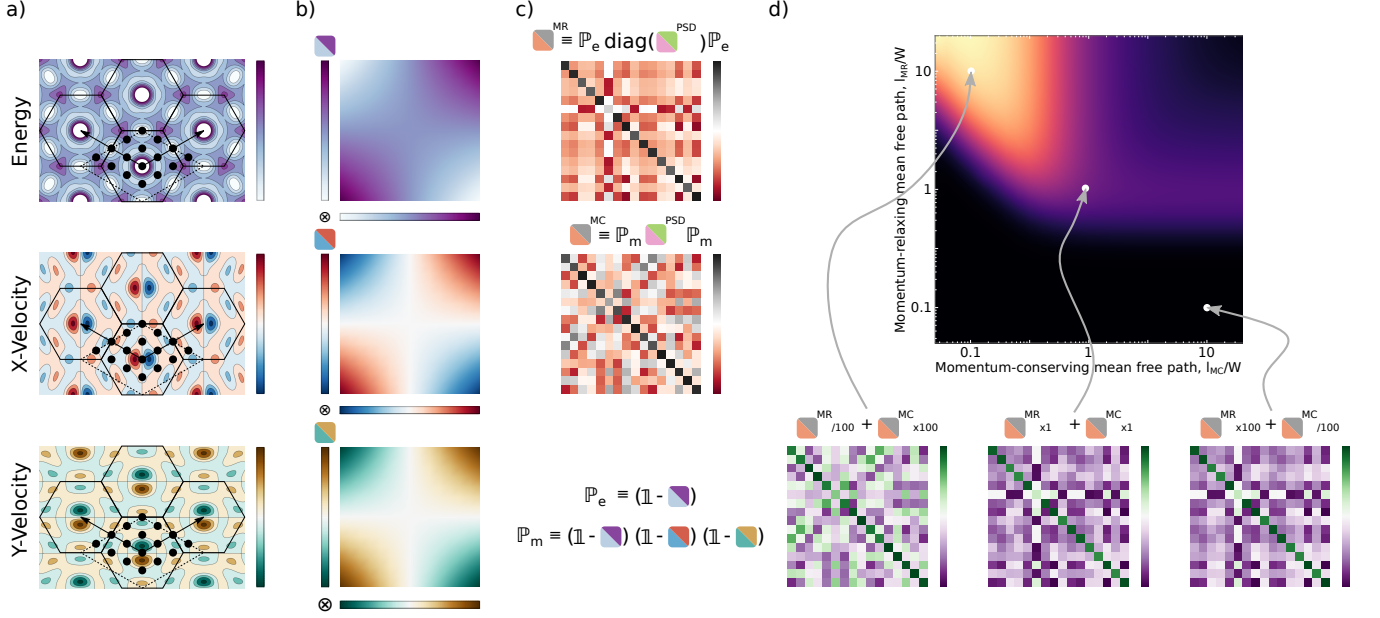 a)
b)
c)
d)
Energy
X-Velocity
Y-Velocity
⊗
⊗
⊗
MR ≡ ℙe diag( PSD )ℙe
MC ≡ ℙm PSD ℙm
ℙe ≡ (𝟙- )
ℙm ≡ (𝟙- ) (𝟙- ) (𝟙- )
Momentum-relaxing mean free path, lMR/W
10
1
0.1
0.1
1
10
Momentum-conserving mean free path, lMC/W
MR /100 + MC x100
MR x1 + MC x1
MR x100 + MC /100